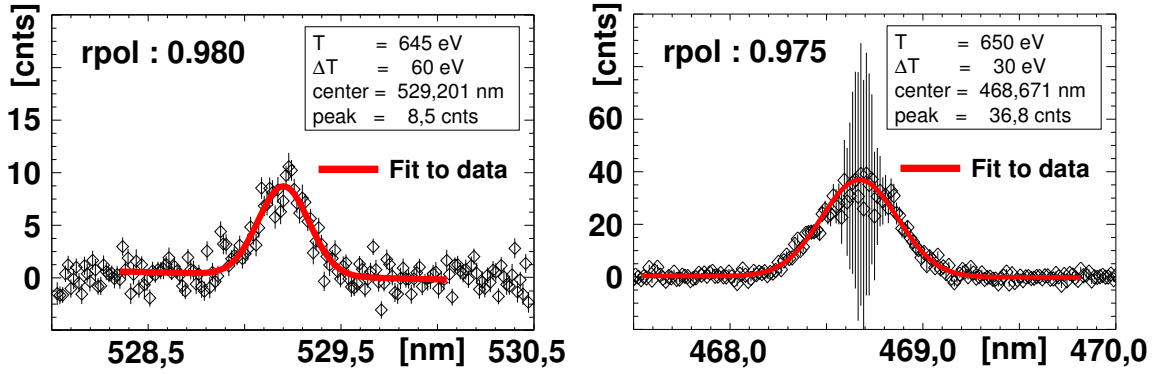 [cnts]
rpol : 0.980
T = 645 eV
ΔT = 60 eV
center = 529,201 nm
peak = 8,5 cnts
Fit to data
15
10
5
0
528,5 529,5 [nm] 530,5
[cnts]
rpol : 0.975
T = 650 eV
ΔT = 30 eV
center = 468,671 nm
peak = 36,8 cnts
Fit to data
80
60
40
20
0
468,0 469,0 [nm] 470,0